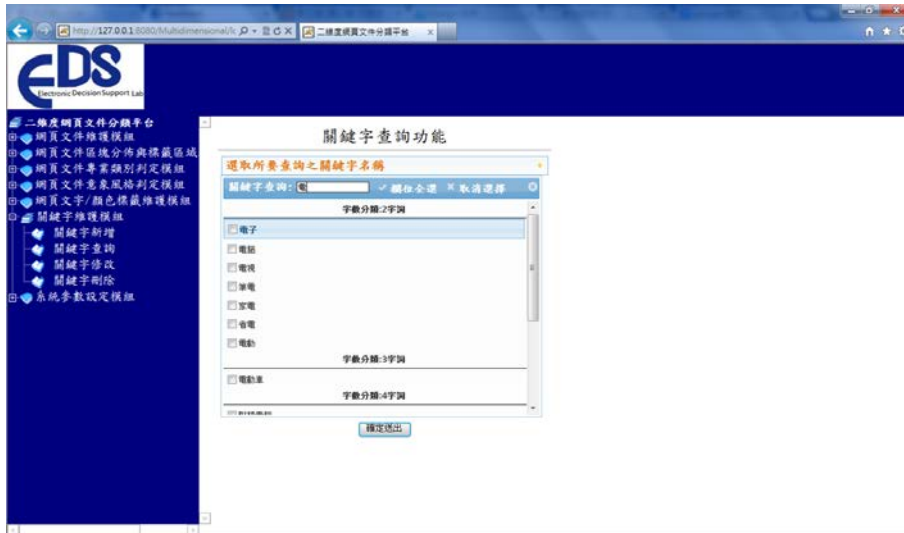 http://127.0.0.1:8080/Multidimensional/k
二維度網頁文件分類平台
EDS
Electronic Decision Support Lab
二維度網頁文件分類平台
網頁文件維護模組
網頁文件區塊分佈與標籤區域
網頁文件專業類別判定模組
網頁文件意象風格判定模組
網頁文字/顏色標籤維護模組
關鍵字維護模組
關鍵字新增
關鍵字查詢
關鍵字修改
關鍵字刪除
系統參數設定模組
關鍵字查詢功能
選取所要查詢之關鍵字名稱
關鍵字查詢: 電 欄位全選 取消選擇
字數分類:2字詞
電子
電腦
電視
筆電
家電
省電
電動
字數分類:3字詞
電動車
字數分類:4字詞
確定送出